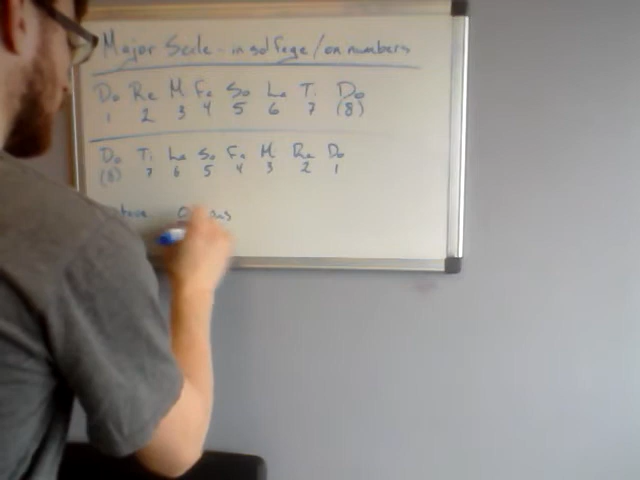 Major Scale - in solfege / on numbers
Do Re Mi Fa So La Ti Do
1 2 3 4 5 6 7 (8)
Do Ti La So Fa Mi Re Do
(8) 7 6 5 4 3 2 1